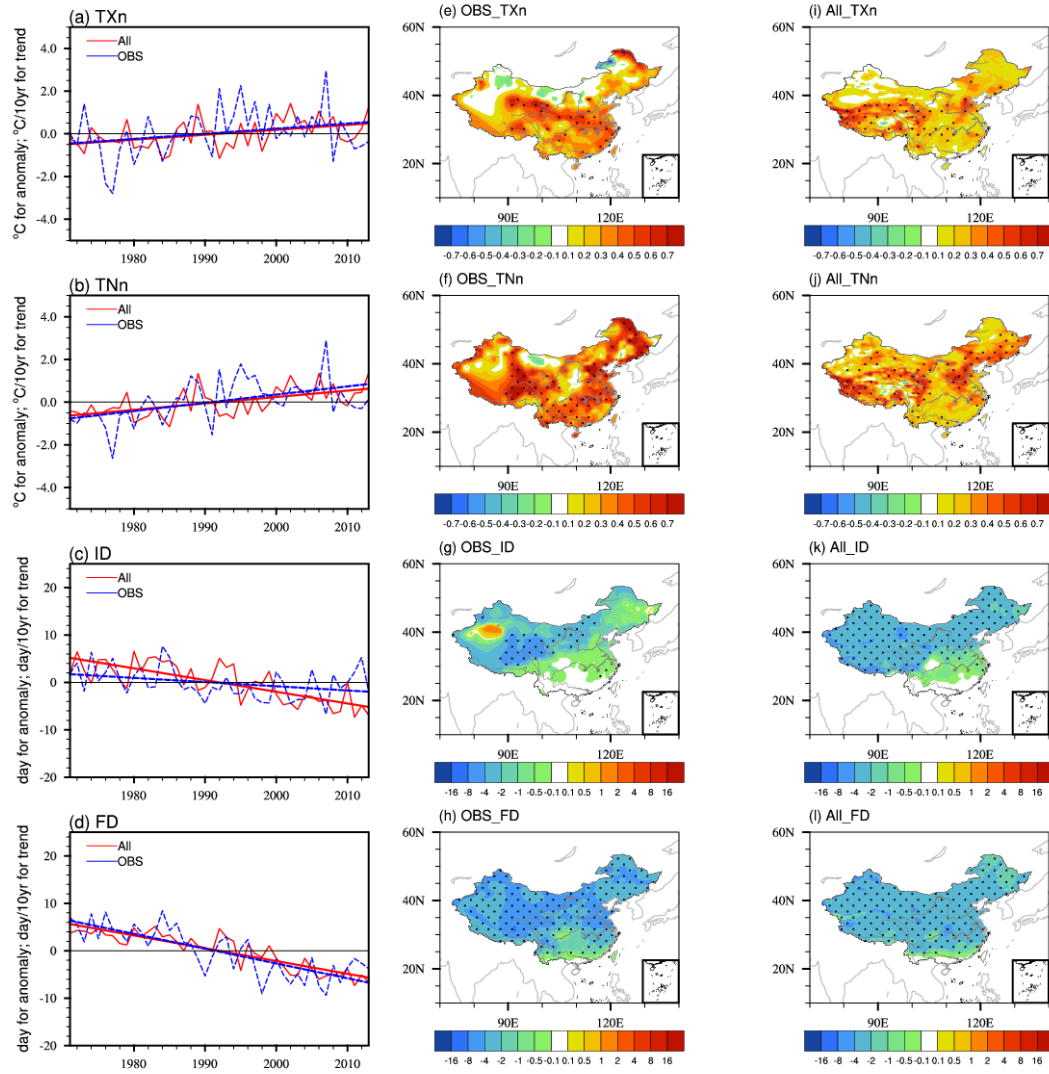 (a) TXn
°C for anomaly; °C/10yr for trend
4.0
2.0
0.0
-2.0
-4.0
All
OBS
1980
1990
2000
2010
(e) OBS_TXn
60N
40N
20N
90E
120E
-0.7-0.6-0.5-0.4-0.3-0.2-0.1 0.1 0.2 0.3 0.4 0.5 0.6 0.7
(i) All_TXn
60N
40N
20N
90E
120E
-0.7-0.6-0.5-0.4-0.3-0.2-0.1 0.1 0.2 0.3 0.4 0.5 0.6 0.7
(b) TNn
°C for anomaly; °C/10yr for trend
4.0
2.0
0.0
-2.0
-4.0
All
OBS
1980
1990
2000
2010
(f) OBS_TNn
60N
40N
20N
90E
120E
-0.7-0.6-0.5-0.4-0.3-0.2-0.1 0.1 0.2 0.3 0.4 0.5 0.6 0.7
(j) All_TNn
60N
40N
20N
90E
120E
-0.7-0.6-0.5-0.4-0.3-0.2-0.1 0.1 0.2 0.3 0.4 0.5 0.6 0.7
(c) ID
day for anomaly; day/10yr for trend
20
10
0
-10
-20
All
OBS
1980
1990
2000
2010
(g) OBS_ID
60N
40N
20N
90E
120E
-16 -8 -4 -2 -1 -0.5-0.1 0.1 0.5 1 2 4 8 16
(k) All_ID
60N
40N
20N
90E
120E
-16 -8 -4 -2 -1 -0.5-0.1 0.1 0.5 1 2 4 8 16
(d) FD
day for anomaly; day/10yr for trend
20
10
0
-10
-20
All
OBS
1980
1990
2000
2010
(h) OBS_FD
60N
40N
20N
90E
120E
-16 -8 -4 -2 -1 -0.5-0.1 0.1 0.5 1 2 4 8 16
(l) All_FD
60N
40N
20N
90E
120E
-16 -8 -4 -2 -1 -0.5-0.1 0.1 0.5 1 2 4 8 16